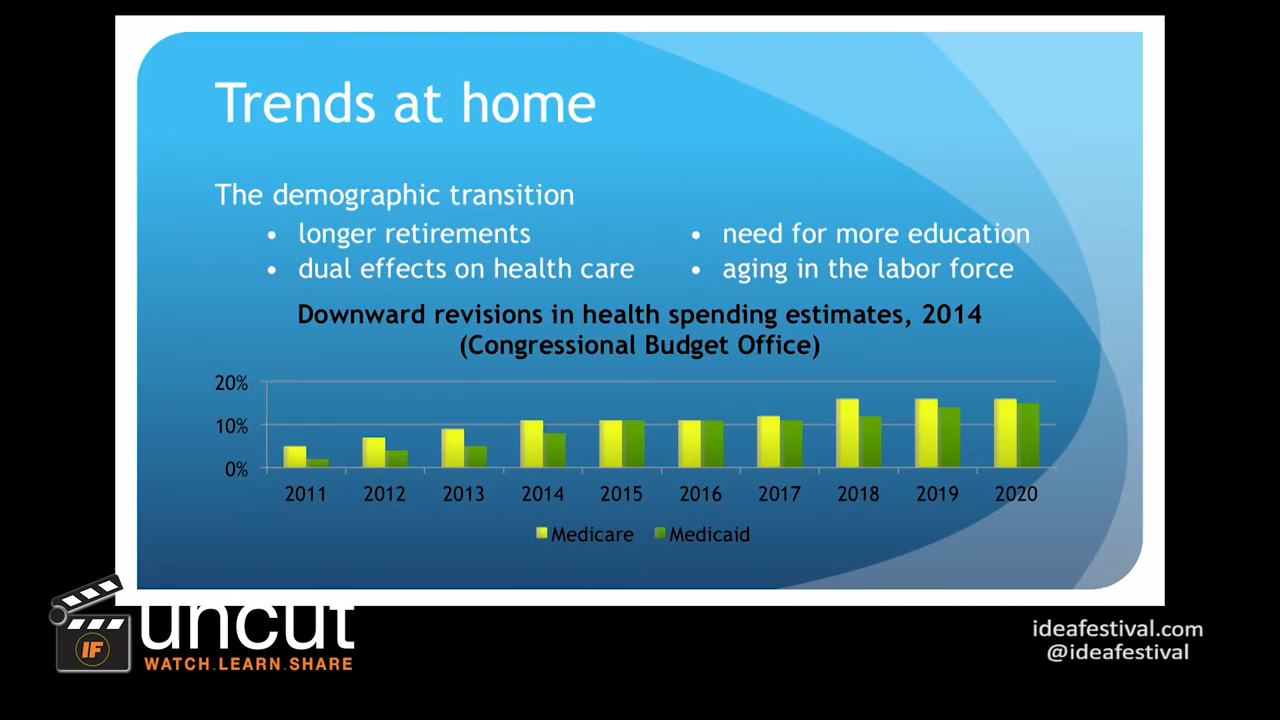 Trends at home
The demographic transition
• longer retirements
• dual effects on health care
• need for more education
• aging in the labor force
Downward revisions in health spending estimates, 2014
(Congressional Budget Office)
20%
10%
0%
2011 2012 2013 2014 2015 2016 2017 2018 2019 2020
Medicare Medicaid
IF
uncut
WATCH.LEARN.SHARE
ideafestival.com
@ideafestival